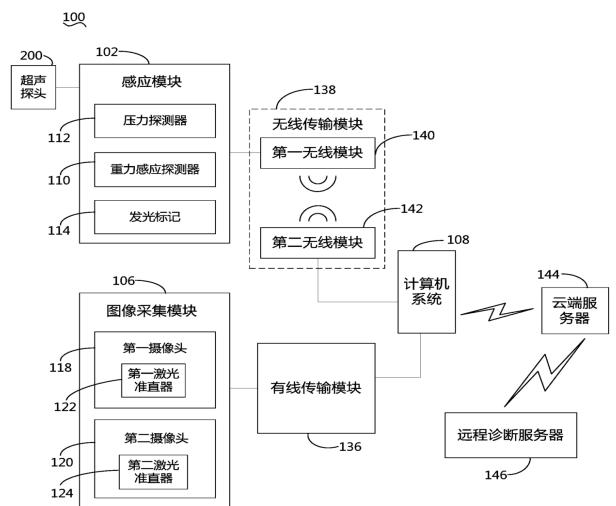 100
200
102
超声
探头
感应模块
压力探测器
112
重力感应探测器
110
发光标记
114
138
无线传输模块
第一无线模块
140
142
第二无线模块
108
计算机
系统
144
云端服
务器
106
图像采集模块
第一摄像头
118
第一激光
准直器
122
第二摄像头
120
第二激光
准直器
124
有线传输模块
136
远程诊断服务器
146